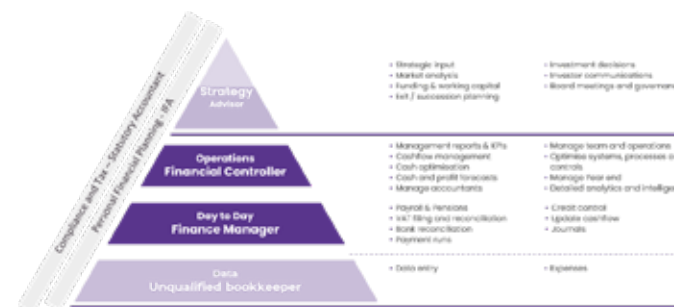 Compliance and Tax - Statutory Accountant
Personal Financial Planning - IFA
Strategy
Advisor
• Strategic input
• Market analysis
• Funding & working capital
• Exit / succession planning
• Investment decisions
• Investor communications
• Board meetings and governan
Operations
Financial Controller
• Management reports & KPIs
• Cashflow management
• Cash optimisation
• Cash and profit forecasts
• Manage accountants
• Manage team and operations
• Optimise systems, processes a
controls
• Manage Year end
• Detailed analytics and intellige
Day to Day
Finance Manager
• Payroll & Pensions
• VAT filing and reconciliation
• Bank reconciliation
• Payment runs
• Credit control
• Update cashflow
• Journals
Data
Unqualified bookkeeper
• Data entry
• Expenses